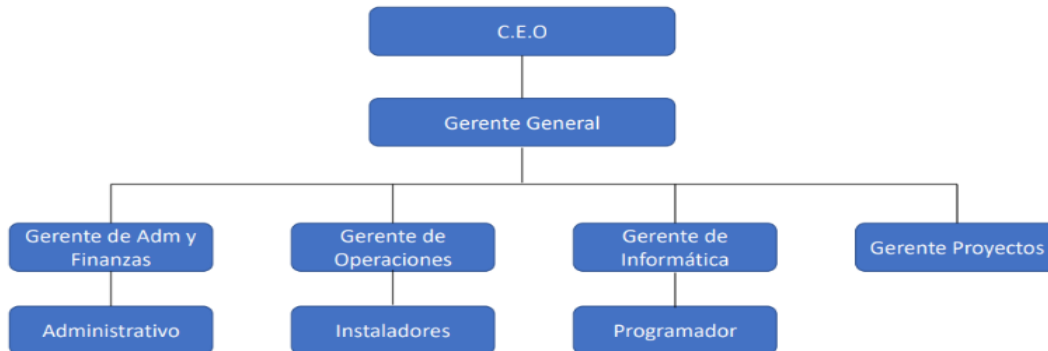 C.E.O
Gerente General
Gerente de Adm y
Finanzas
Gerente de
Operaciones
Gerente de
Informática
Gerente Proyectos
Administrativo
Instaladores
Programador